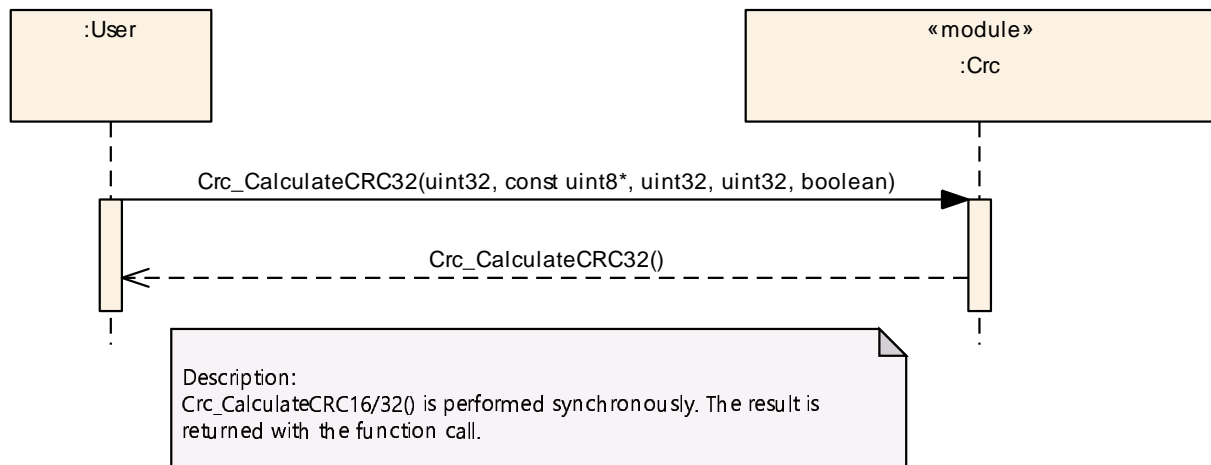 :User
«module»
:Crc
Crc_CalculateCRC32(uint32, const uint8*, uint32, uint32, boolean)
Crc_CalculateCRC32()
Description:
Crc_CalculateCRC16/32() is performed synchronously. The result is
returned with the function call.